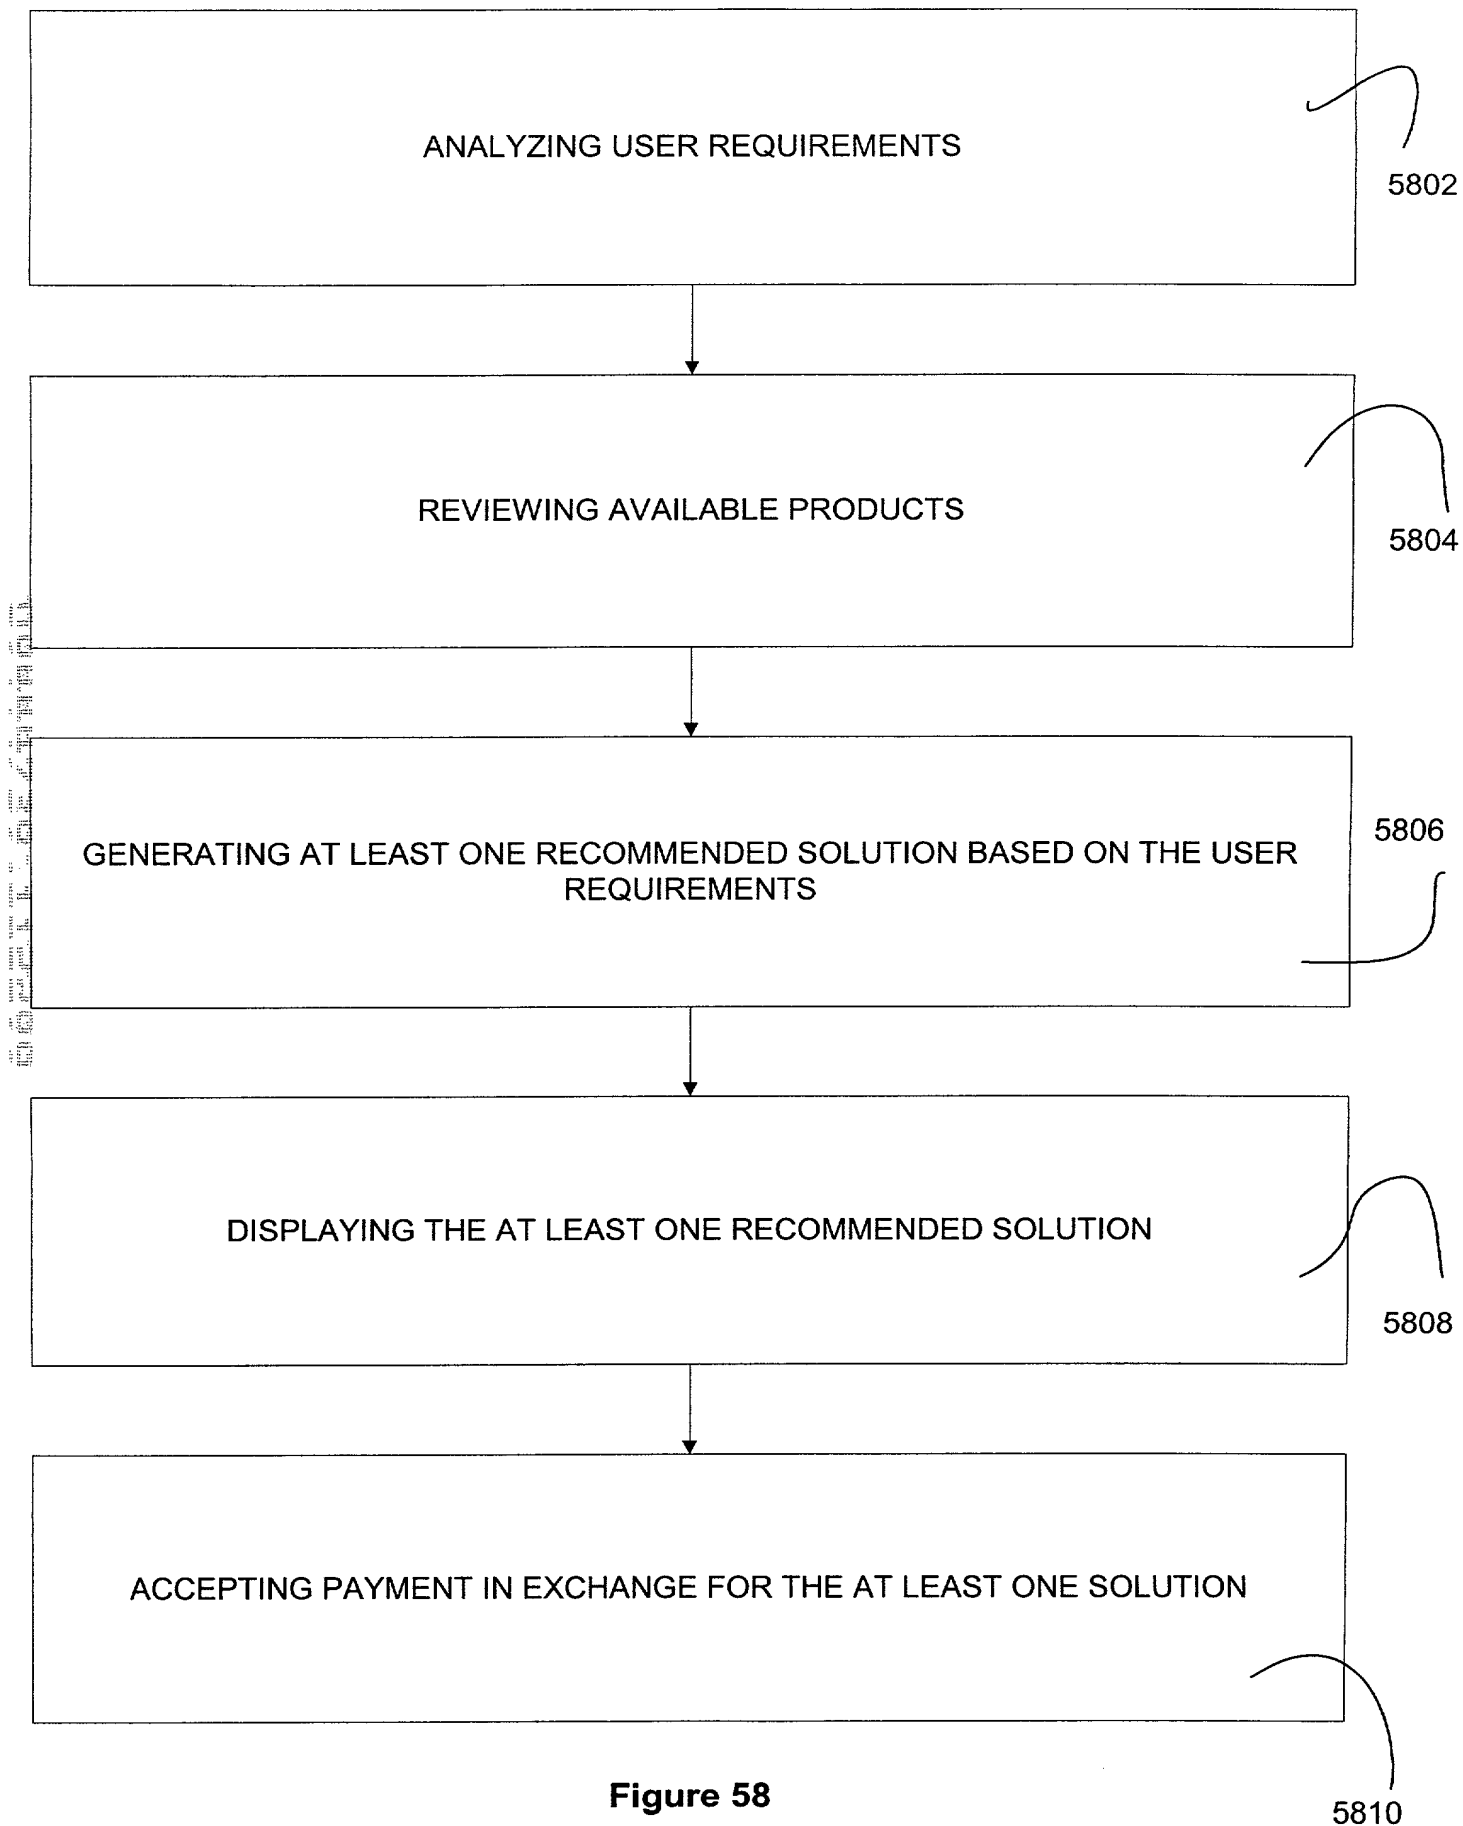 ANALYZING USER REQUIREMENTS
5802
REVIEWING AVAILABLE PRODUCTS
5804
5806
GENERATING AT LEAST ONE RECOMMENDED SOLUTION BASED ON THE USER
REQUIREMENTS
DISPLAYING THE AT LEAST ONE RECOMMENDED SOLUTION
5808
ACCEPTING PAYMENT IN EXCHANGE FOR THE AT LEAST ONE SOLUTION
Figure 58
5810